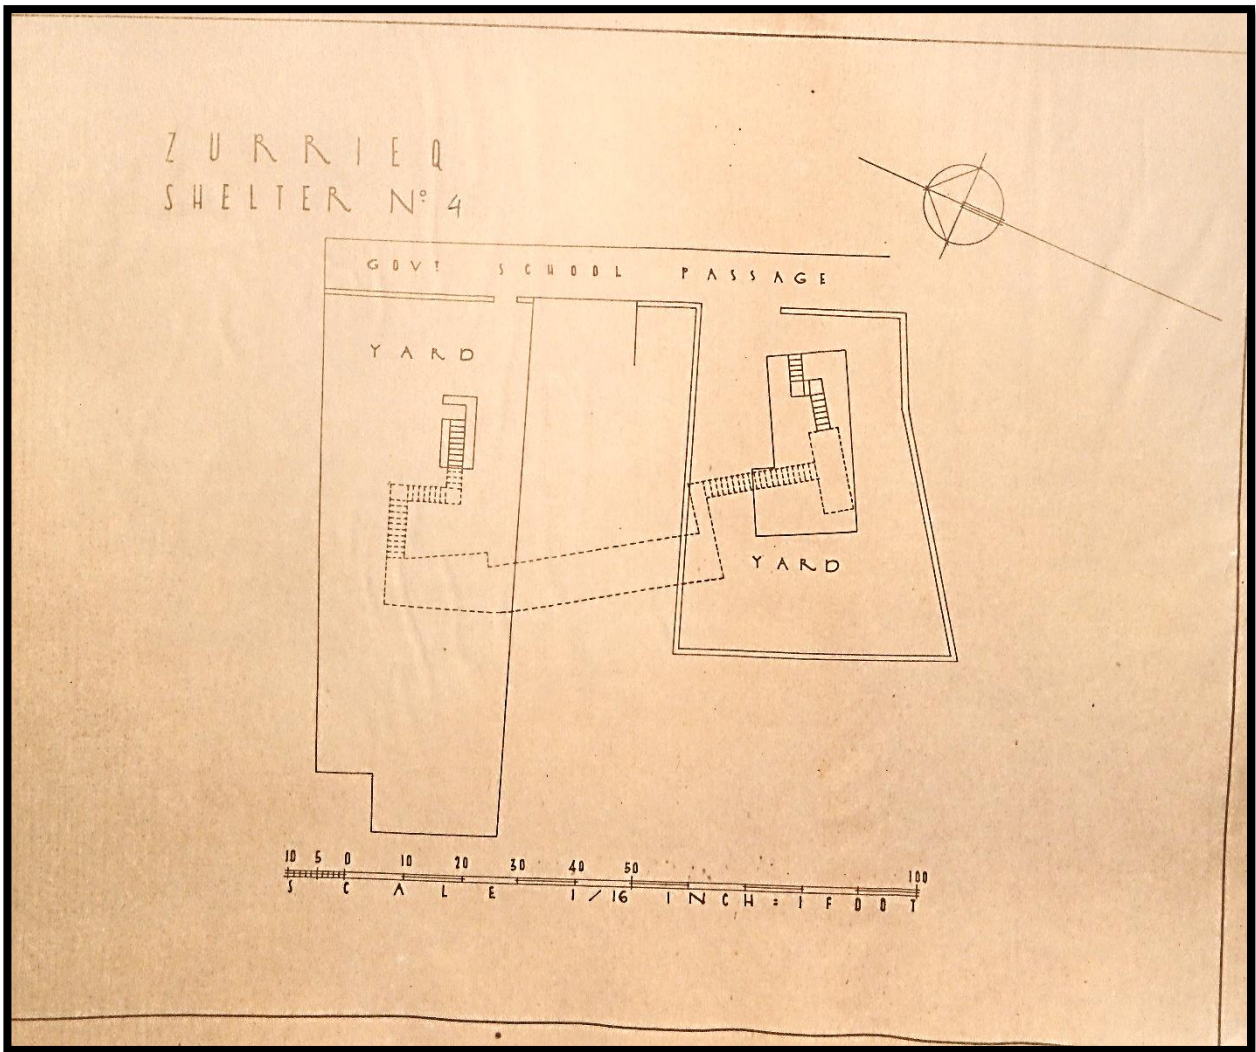 ZURRIEQ
SHELTER No. 4
GOVT SCHOOL PASSAGE
YARD
YARD
10 5 0 10 20 30 40 50 100
SCALE 1/16 INCH = 1 FOOT